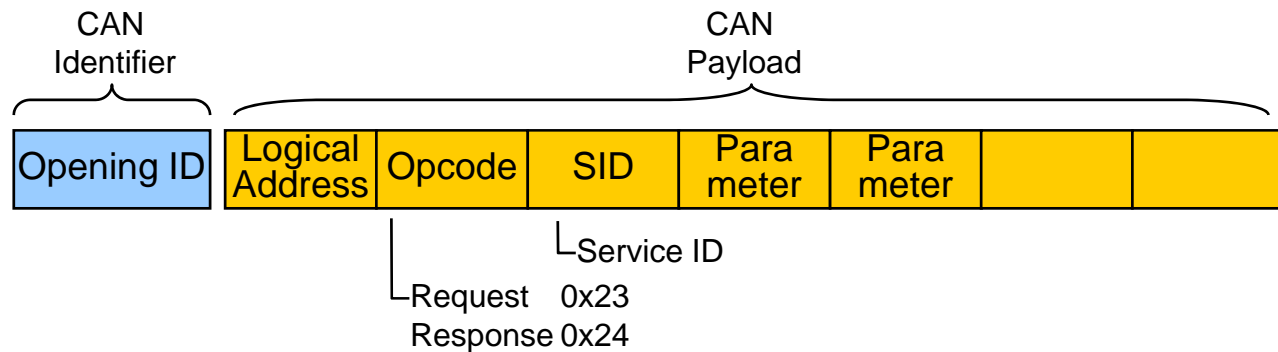 CAN
Identifier
CAN
Payload
Opening ID
Logical
Address
Opcode
SID
Para
meter
Para
meter
Service ID
Request 0x23
Response 0x24